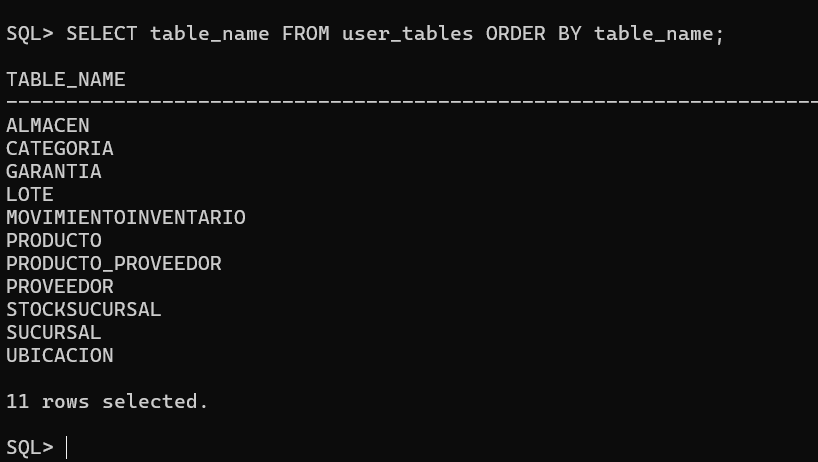 SQL> SELECT table_name FROM user_tables ORDER BY table_name;
TABLE_NAME
--------------------------------------------------------------------
ALMACEN
CATEGORIA
GARANTIA
LOTE
MOVIMIENTOINVENTARIO
PRODUCTO
PRODUCTO_PROVEEDOR
PROVEEDOR
STOCKSUCURSAL
SUCURSAL
UBICACION
11 rows selected.
SQL>